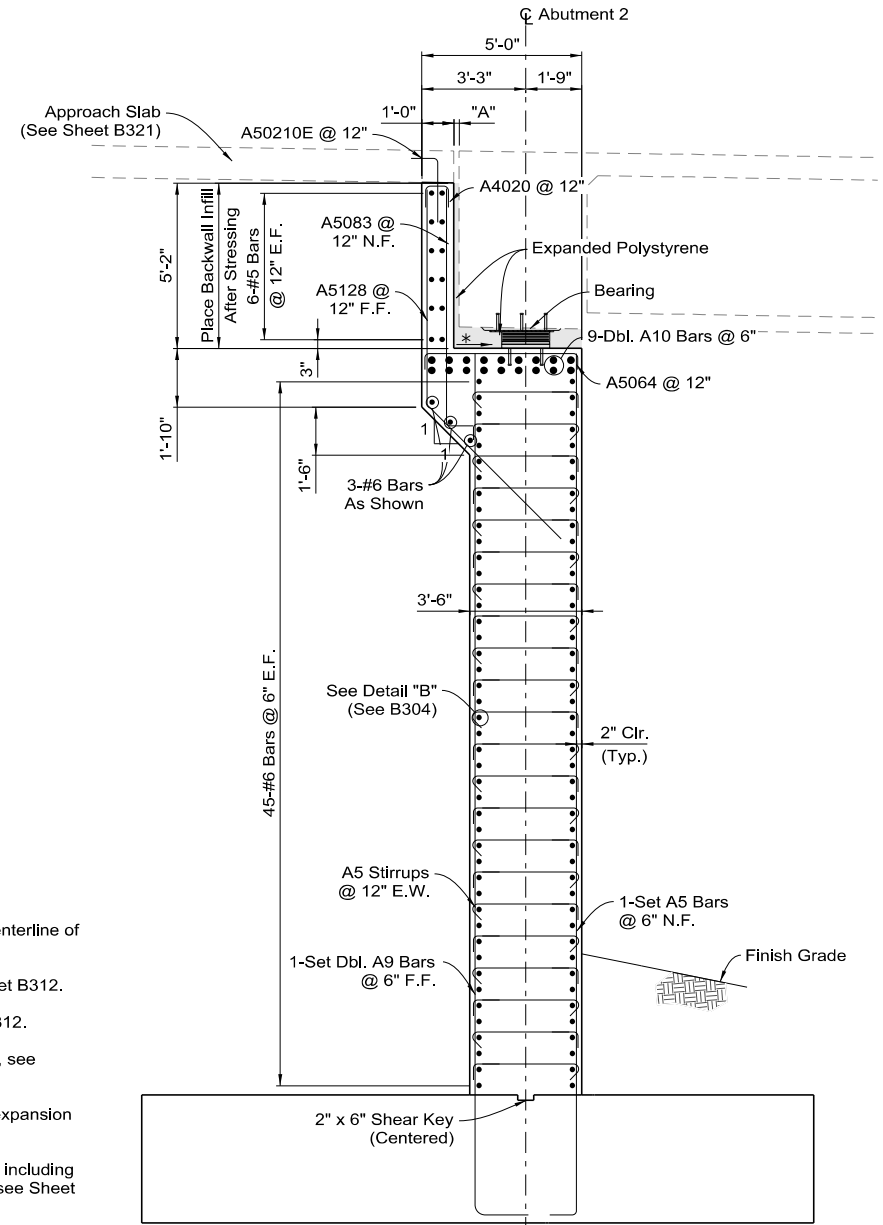 ℄ Abutment 2
5'-0"
3'-3"
1'-9"
1'-0"
"A"
Approach Slab
(See Sheet B321)
A50210E @ 12"
A4020 @ 12"
5'-2"
Place Backwall Infill
After Stressing
6-#5 Bars
@ 12" E.F.
A5083 @
12" N.F.
Expanded Polystyrene
A5128 @
12" F.F.
Bearing
*
9-Dbl. A10 Bars @ 6"
3"
A5064 @ 12"
1'-10"
1'-6"
1
1
3-#6 Bars
As Shown
3'-6"
45-#6 Bars @ 6" E.F.
See Detail "B"
(See B304)
2" Clr.
(Typ.)
A5 Stirrups
@ 12" E.W.
1-Set A5 Bars
@ 6" N.F.
1-Set Dbl. A9 Bars
@ 6" F.F.
Finish Grade
2" x 6" Shear Key
(Centered)
enterline of
et B312.
312.
, see
expansion
including
see Sheet